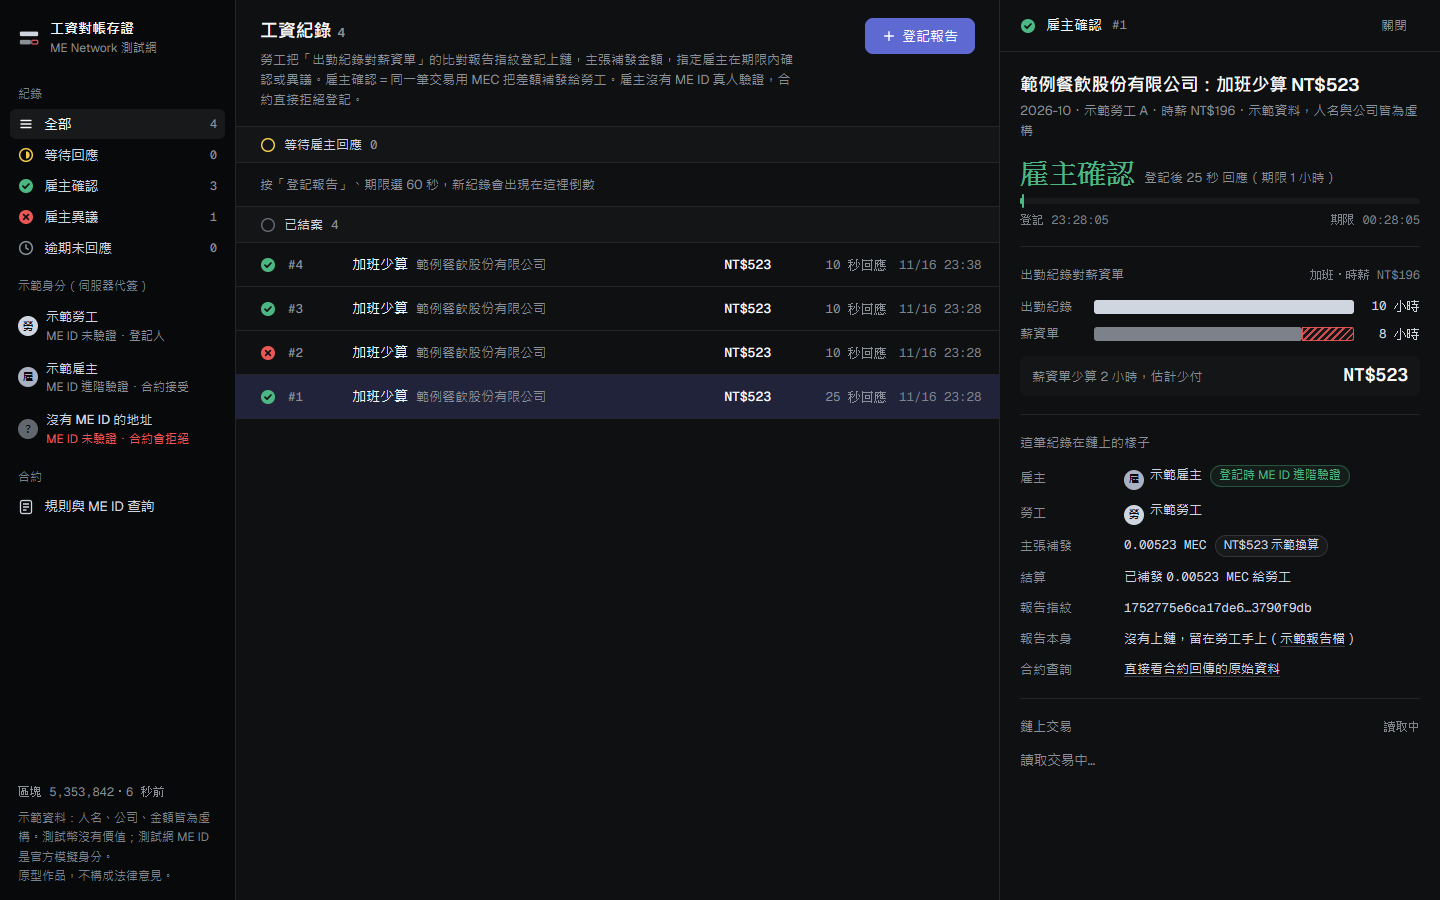 工資對帳存證
ME Network 測試網
紀錄
全部 4
等待回應 0
雇主確認 3
雇主異議 1
逾期未回應 0
示範身分（伺服器代簽）
勞
示範勞工
ME ID 未驗證・登記人
雇
示範雇主
ME ID 進階驗證・合約接受
?
沒有 ME ID 的地址
ME ID 未驗證・合約會拒絕
合約
規則與 ME ID 查詢
區塊 5,353,842・6 秒前
示範資料：人名、公司、金額皆為虛
構。測試幣沒有價值；測試網 ME ID
是官方模擬身分。
原型作品，不構成法律意見。
工資紀錄 4
勞工把「出勤紀錄對薪資單」的比對報告指紋登記上鏈，主張補發金額，指定雇主在期限內確
認或異議。雇主確認＝同一筆交易用 MEC 把差額補發給勞工。雇主沒有 ME ID 真人驗證，合
約直接拒絕登記。
+ 登記報告
等待雇主回應 0
按「登記報告」、期限選 60 秒，新紀錄會出現在這裡倒數
已結案 4
#4 加班少算 範例餐飲股份有限公司 NT$523 10 秒回應 11/16 23:38
#3 加班少算 範例餐飲股份有限公司 NT$523 10 秒回應 11/16 23:28
#2 加班少算 範例餐飲股份有限公司 NT$523 10 秒回應 11/16 23:28
#1 加班少算 範例餐飲股份有限公司 NT$523 25 秒回應 11/16 23:28
雇主確認 #1 關閉
範例餐飲股份有限公司：加班少算 NT$523
2026-10・示範勞工 A・時薪 NT$196・示範資料，人名與公司皆為虛
構
雇主確認 登記後 25 秒 回應（期限 1 小時）
登記 23:28:05 期限 00:28:05
出勤紀錄對薪資單 加班・時薪 NT$196
出勤紀錄 10 小時
薪資單 8 小時
薪資單少算 2 小時，估計少付 NT$523
這筆紀錄在鏈上的樣子
雇主 雇 示範雇主 登記時 ME ID 進階驗證
勞工 勞 示範勞工
主張補發 0.00523 MEC NT$523 示範換算
結算 已補發 0.00523 MEC 給勞工
報告指紋 1752775e6ca17de6…3790f9db
報告本身 沒有上鏈，留在勞工手上（示範報告檔）
合約查詢 直接看合約回傳的原始資料
鏈上交易 讀取中
讀取交易中…